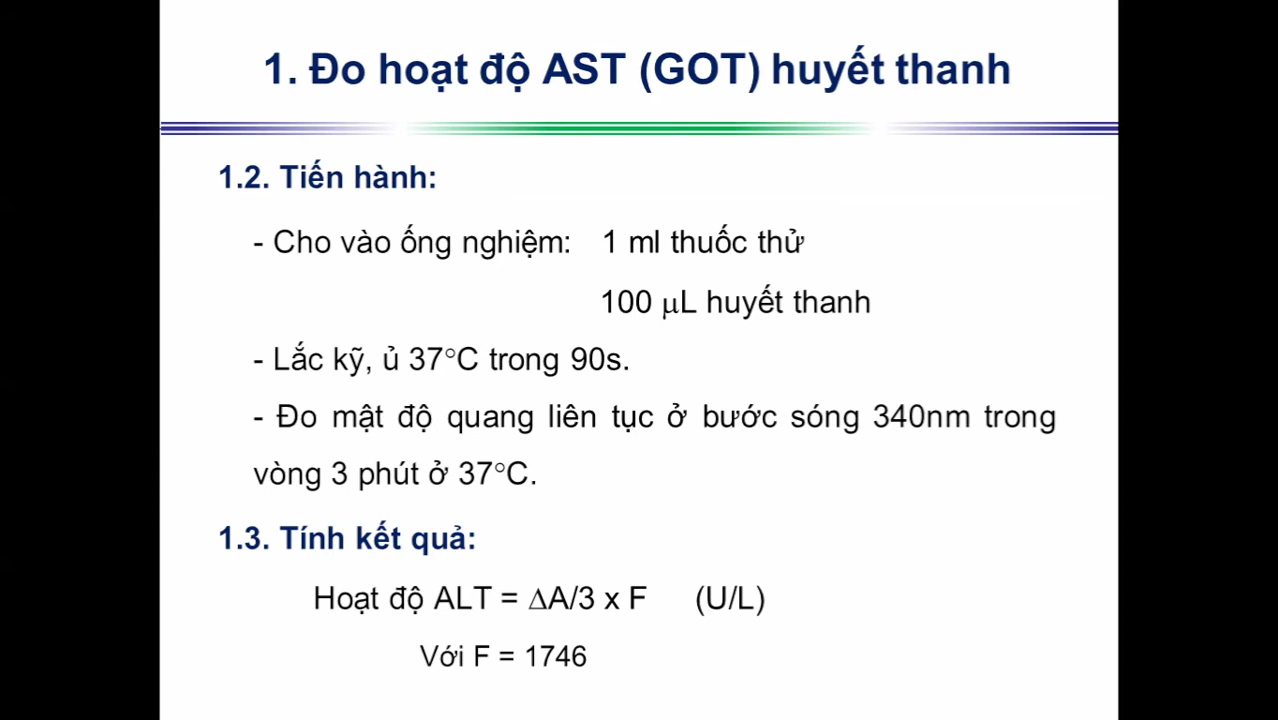 1. Đo hoạt độ AST (GOT) huyết thanh
1.2. Tiến hành:
- Cho vào ống nghiệm: 1 ml thuốc thử
100 μL huyết thanh
- Lắc kỹ, ủ 37°C trong 90s.
- Đo mật độ quang liên tục ở bước sóng 340nm trong
vòng 3 phút ở 37°C.
1.3. Tính kết quả:
Hoạt độ ALT = ∆A/3 x F (U/L)
Với F = 1746